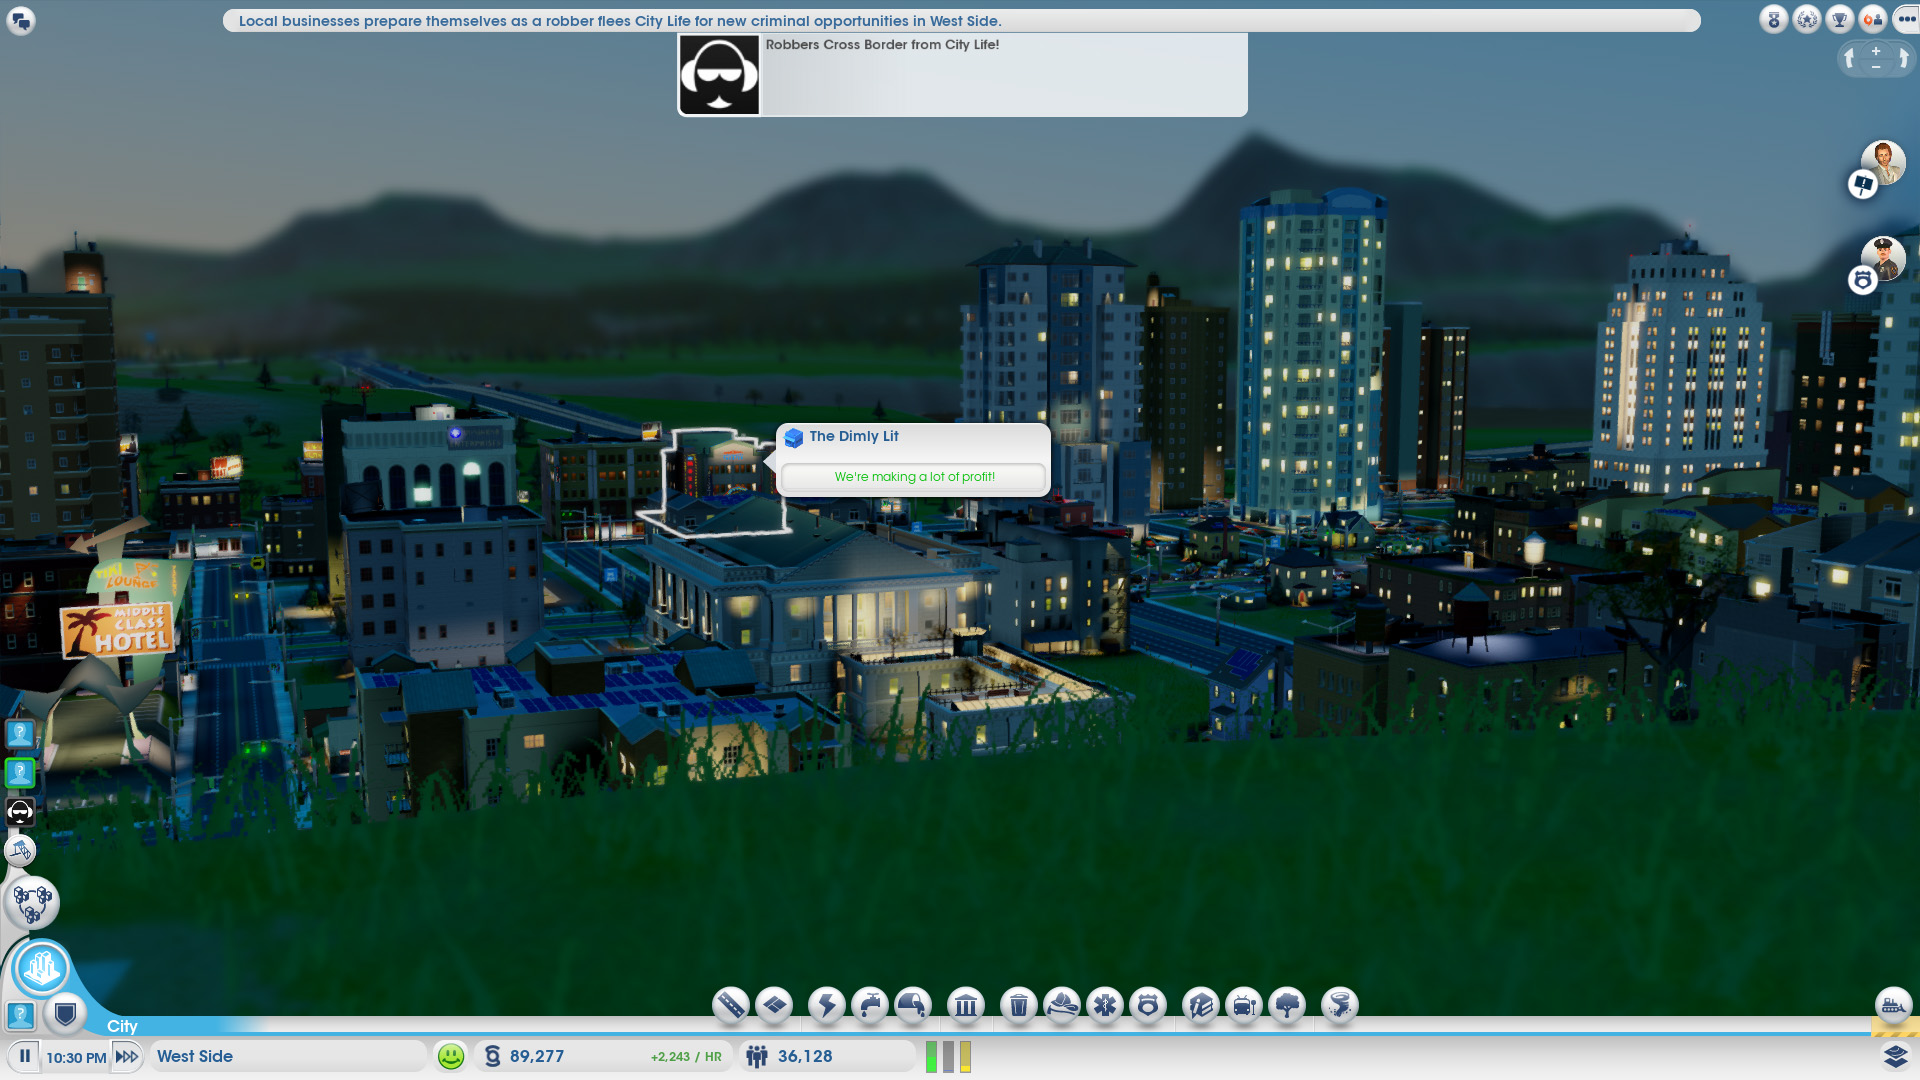 Local businesses prepare themselves as a robber flees City Life for new criminal opportunities in West Side.
Robbers Cross Border from City Life!
The Dimly Lit
We're making a lot of profit!
TIKI
LOUNGE
MIDDLE
CLASS
HOTEL
City
10:30 PM
West Side
89,277
+2,243 / HR
36,128